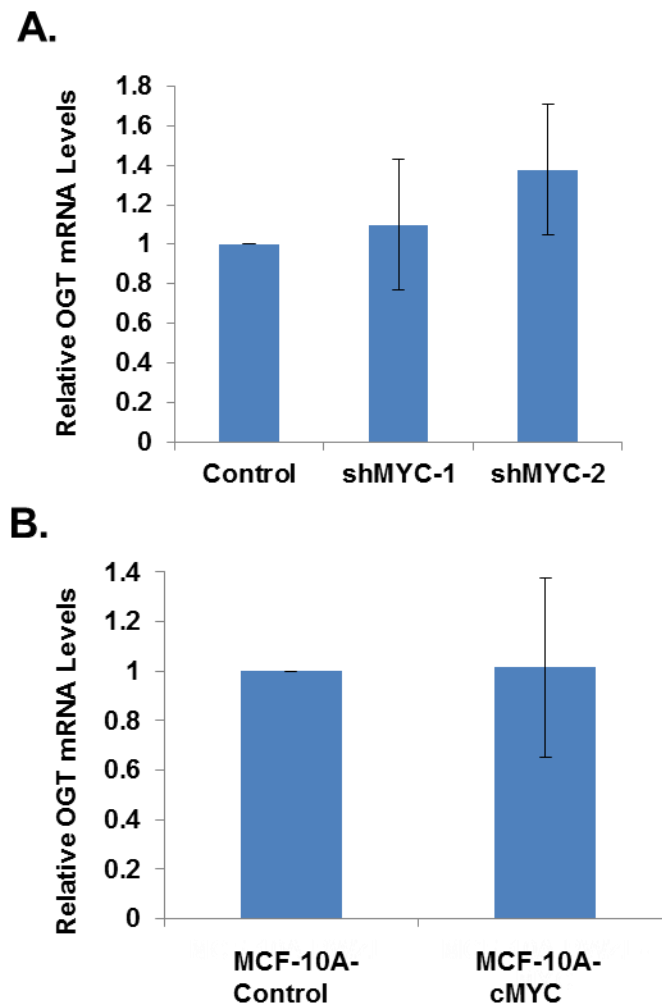 A.
Relative OGT mRNA Levels
1.8
1.6
1.4
1.2
1
0.8
0.6
0.4
0.2
0
Control shMYC-1 shMYC-2
B.
Relative OGT mRNA Levels
1.4
1.2
1
0.8
0.6
0.4
0.2
0
MCF-10A-
Control
MCF-10A-
cMYC